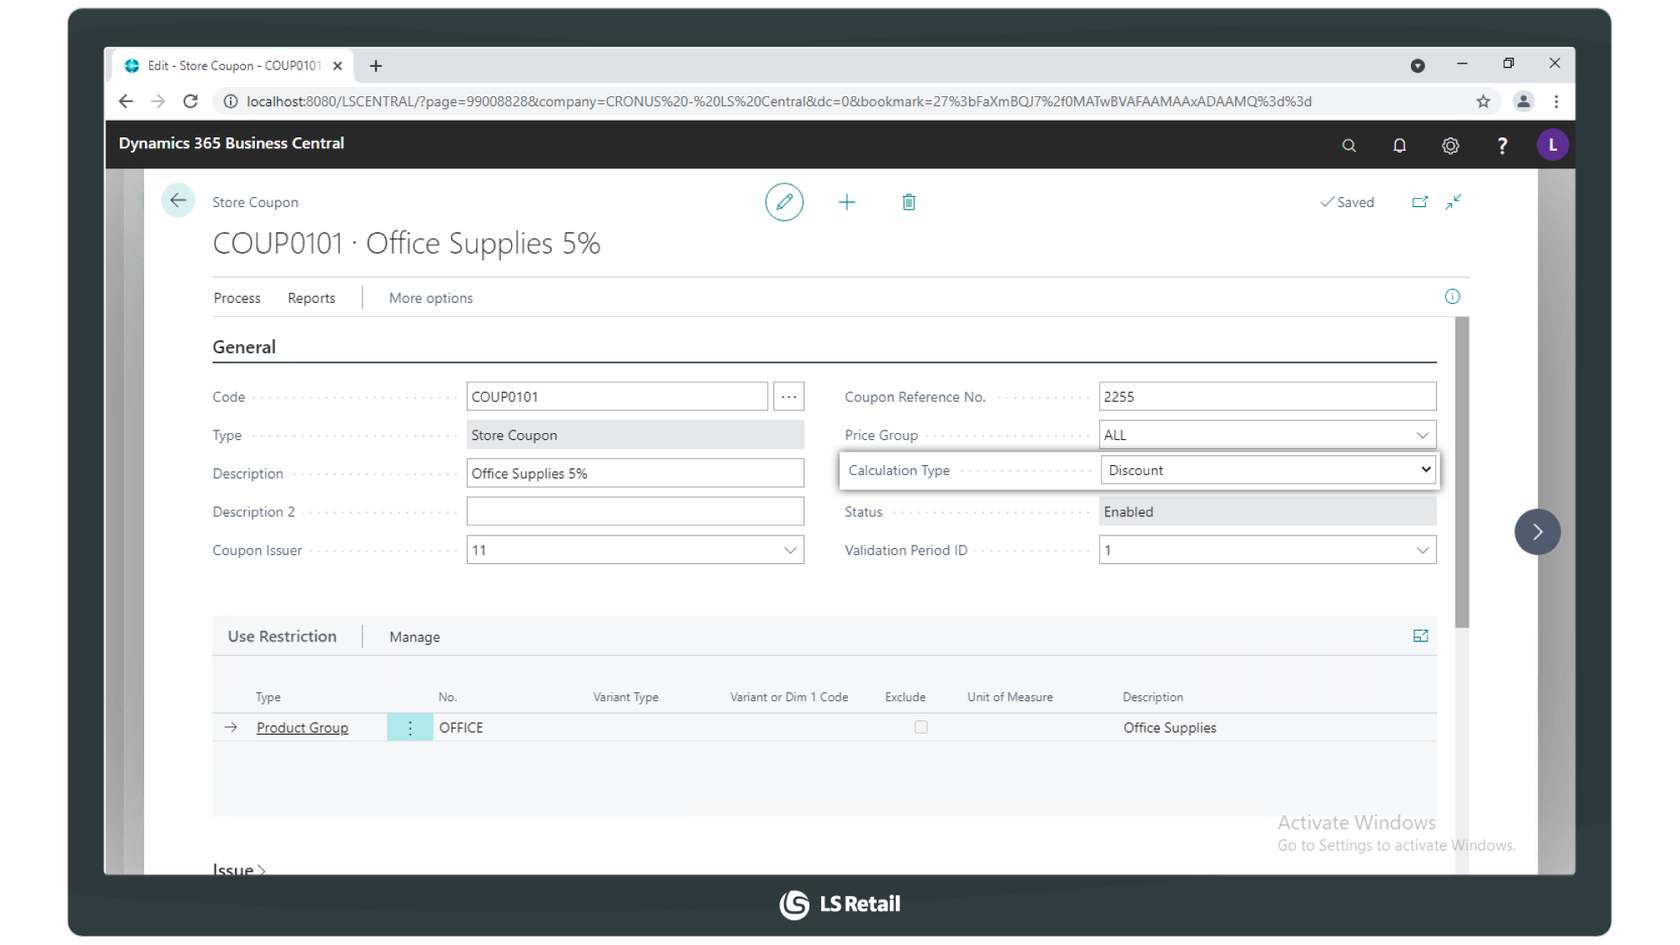 Edit - Store Coupon - COUP0101
localhost:8080/LSCENTRAL/?page=99008828&company=CRONUS%20-%20LS%20Central&dc=0&bookmark=27%3bFaXmBQJ7%2f0MATwBVAFAAMAAxADAAMQ%3d%3d
Dynamics 365 Business Central
? L
Store Coupon
Saved
COUP0101 · Office Supplies 5%
Process Reports More options
General
Code COUP0101 ... Coupon Reference No. 2255
Type Store Coupon Price Group ALL
Description Office Supplies 5% Calculation Type Discount
Description 2 Status Enabled
Coupon Issuer 11 Validation Period ID 1
Use Restriction Manage
Type No. Variant Type Variant or Dim 1 Code Exclude Unit of Measure Description
Product Group OFFICE Office Supplies
Activate Windows
Go to Settings to activate Windows.
Issue >
LS Retail